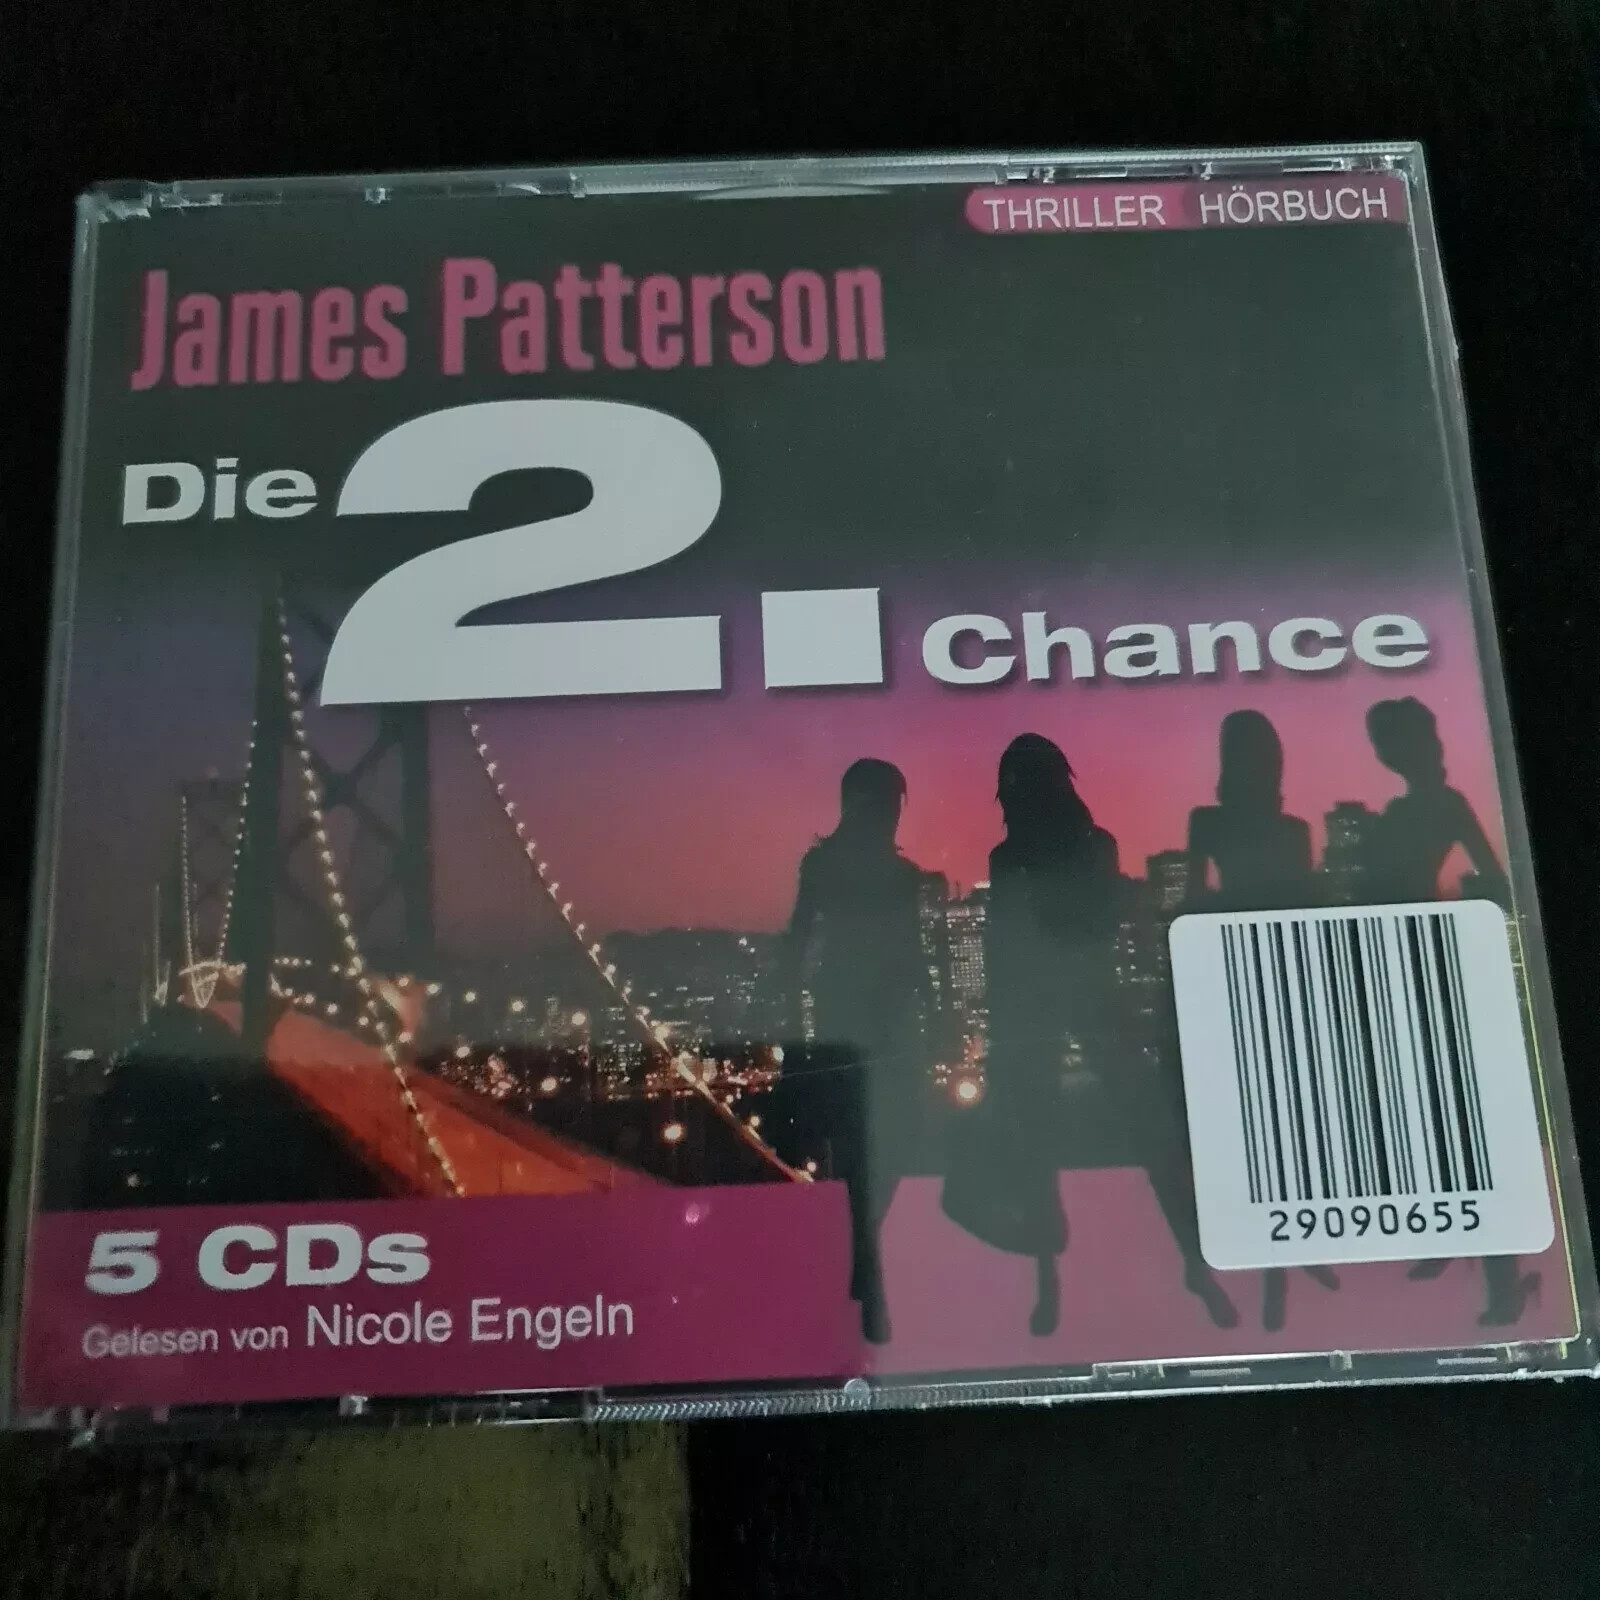 THRILLER HÖRBUCH
James Patterson
Die 2. Chance
5 CDs
Gelesen von Nicole Engeln
29090655